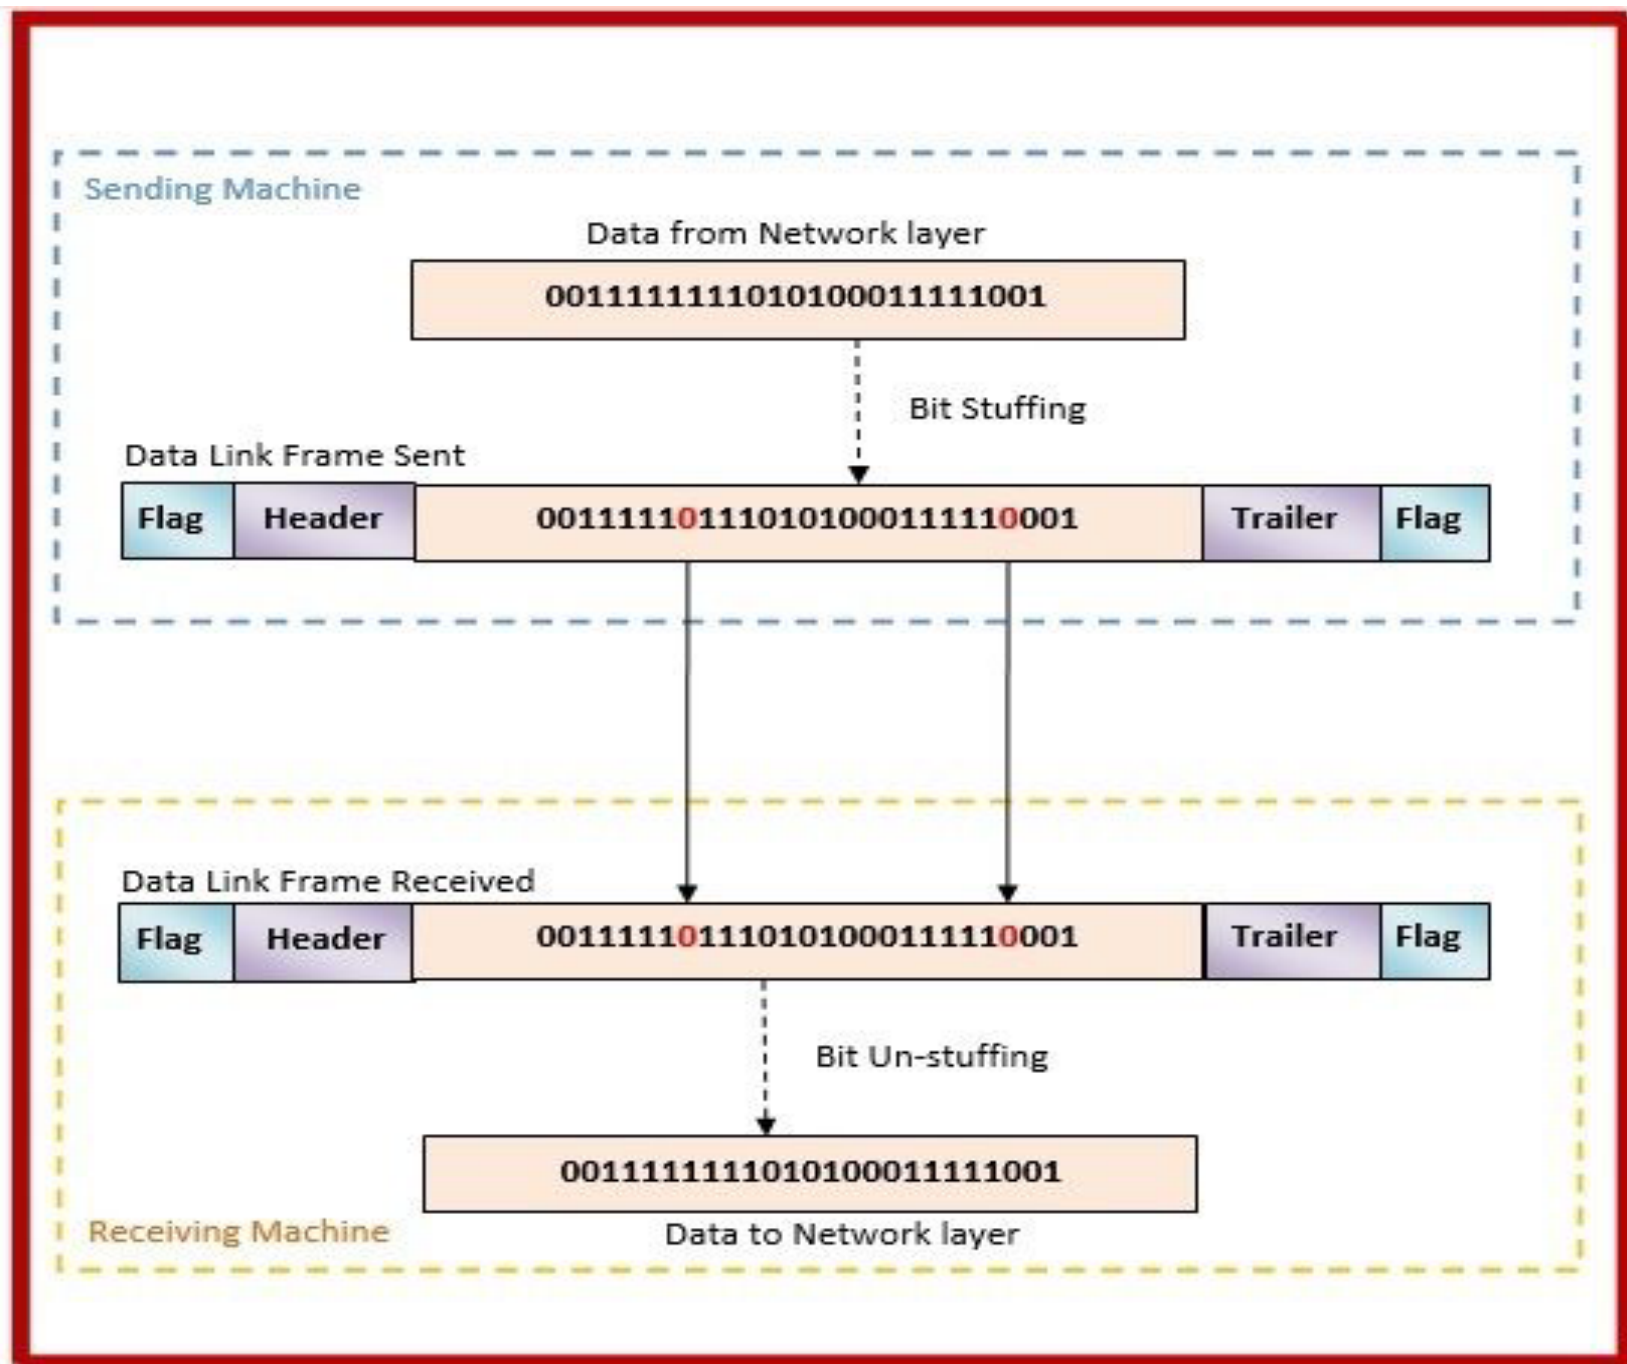 Sending Machine
Data from Network layer
0011111111010100011111001
Bit Stuffing
Data Link Frame Sent
Flag Header 001111101110101000111110001 Trailer Flag
Data Link Frame Received
Flag Header 001111101110101000111110001 Trailer Flag
Bit Un-stuffing
0011111111010100011111001
Receiving Machine
Data to Network layer